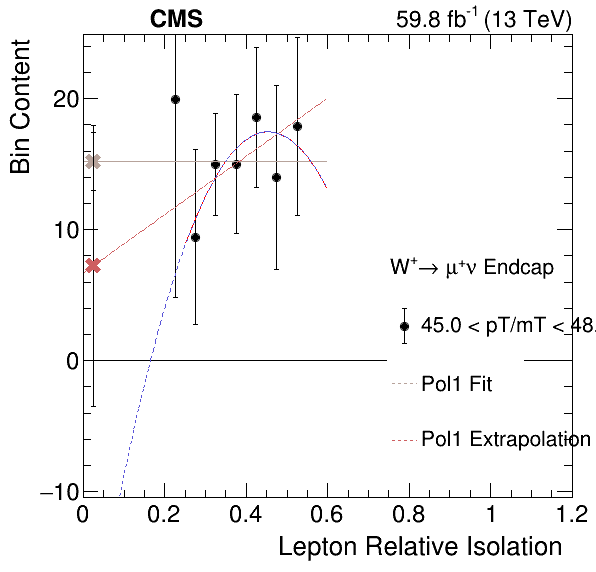 CMS 59.8 fb⁻¹ (13 TeV)
Bin Content
20
10
0
−10
W⁺→ μ⁺ν Endcap
45.0 < pT/mT < 48.
Pol1 Fit
Pol1 Extrapolation
0 0.2 0.4 0.6 0.8 1 1.2
Lepton Relative Isolation